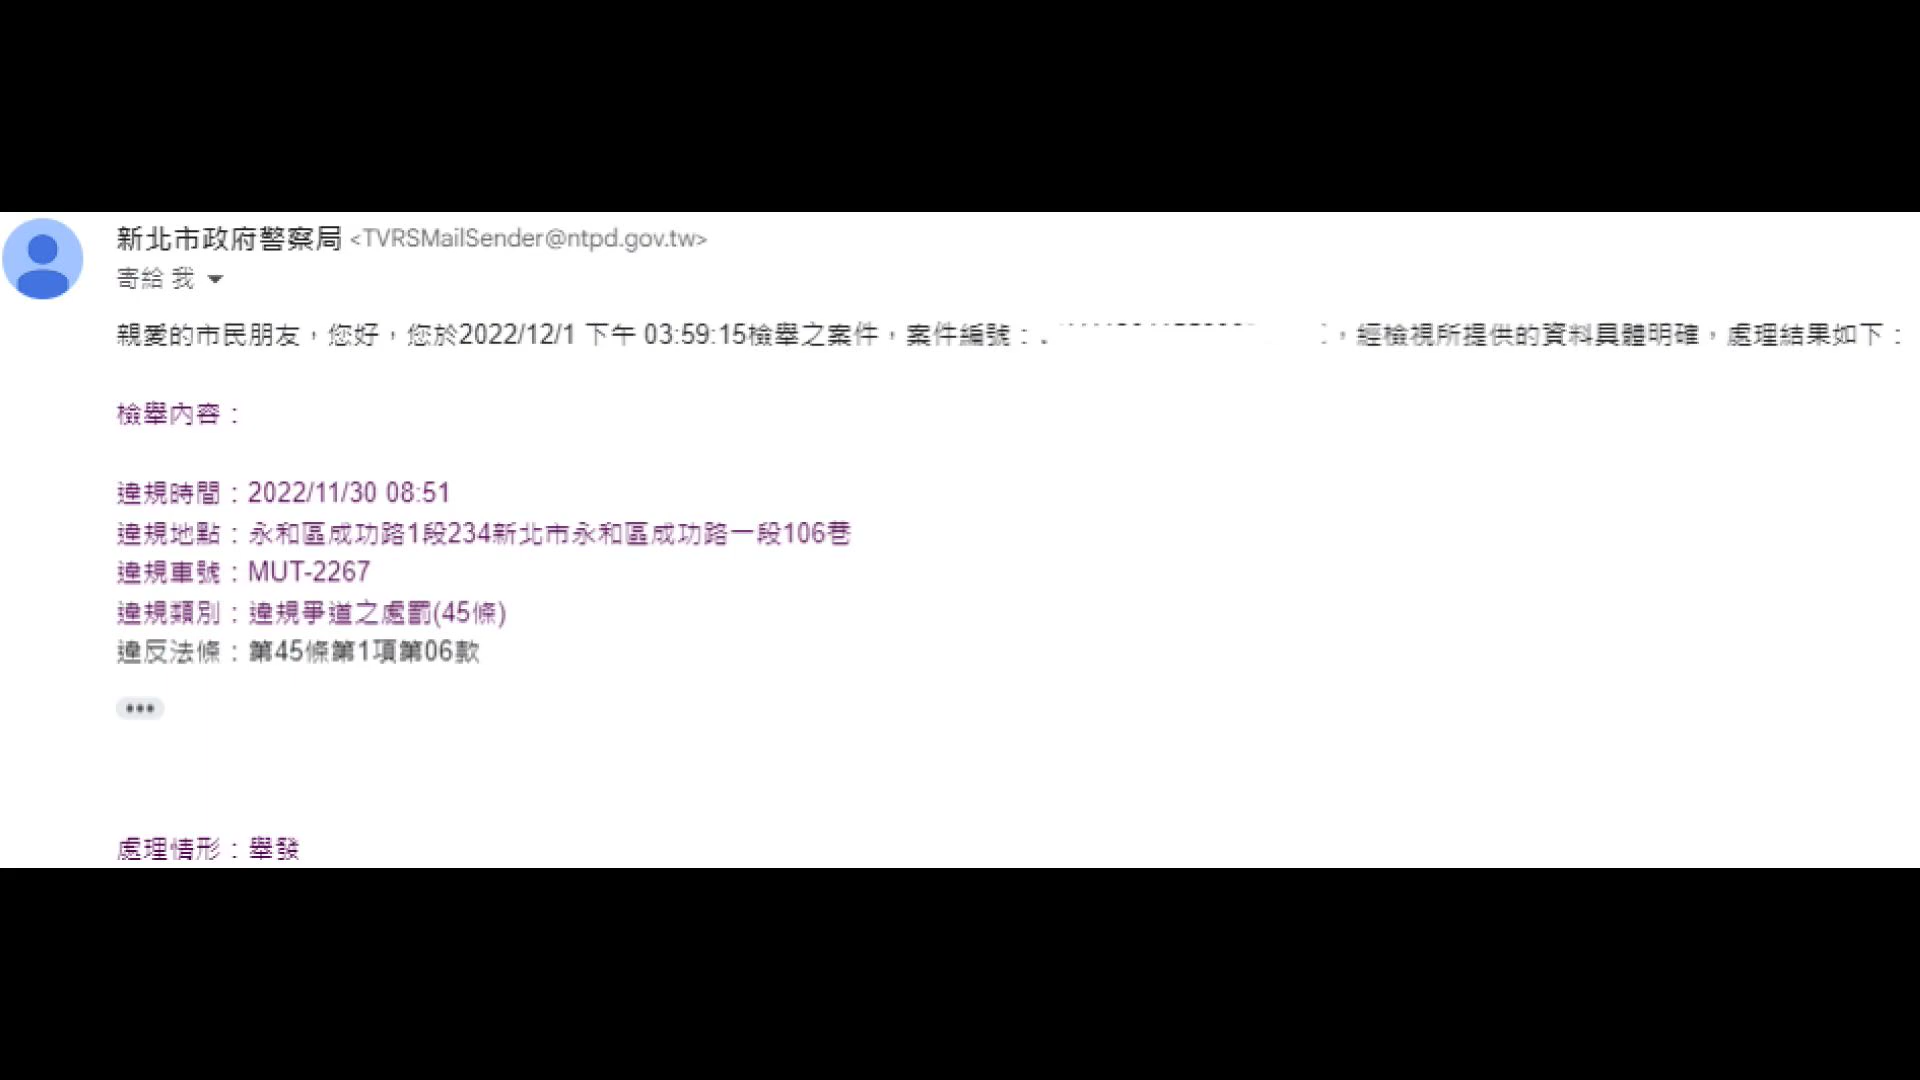 新北市政府警察局 <TVRSMailSender@ntpd.gov.tw>
寄給 我
親愛的市民朋友，您好，您於2022/12/1 下午 03:59:15檢舉之案件，案件編號：，經檢視所提供的資料具體明確，處理結果如下：
檢舉內容：
違規時間：2022/11/30 08:51
違規地點：永和區成功路1段234新北市永和區成功路一段106巷
違規車號：MUT-2267
違規類別：違規爭道之處罰(45條)
違反法條：第45條第1項第06款
處理情形：舉發